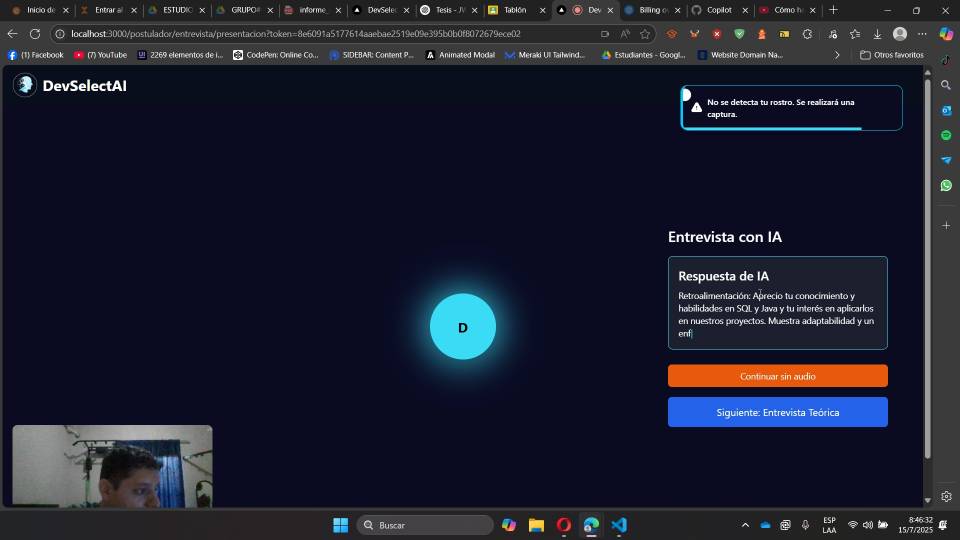 Inicio de
Entrar al
ESTUDIO
GRUPO#
informe_
DevSelec
Tesis - JV
Tablón
Dev
Billing ov
Copilot
Cómo ha
localhost:3000/postulador/entrevista/presentacion?token=8e6091a5177614aaebae2519e09e395b0b0f8072679ece02
(1) Facebook
(7) YouTube
2269 elementos de i...
CodePen: Online Co...
SIDEBAR: Content P...
Animated Modal
Meraki UI Tailwind...
Estudiantes - Googl...
Website Domain Na...
Otros favoritos
DevSelectAI
No se detecta tu rostro. Se realizará una
captura.
Entrevista con IA
Respuesta de IA
Retroalimentación: Aprecio tu conocimiento y
habilidades en SQL y Java y tu interés en aplicarlos
en nuestros proyectos. Muestra adaptabilidad y un
enf
D
Continuar sin audio
Siguiente: Entrevista Teórica
Buscar
ESP
LAA
8:46:32
15/7/2025